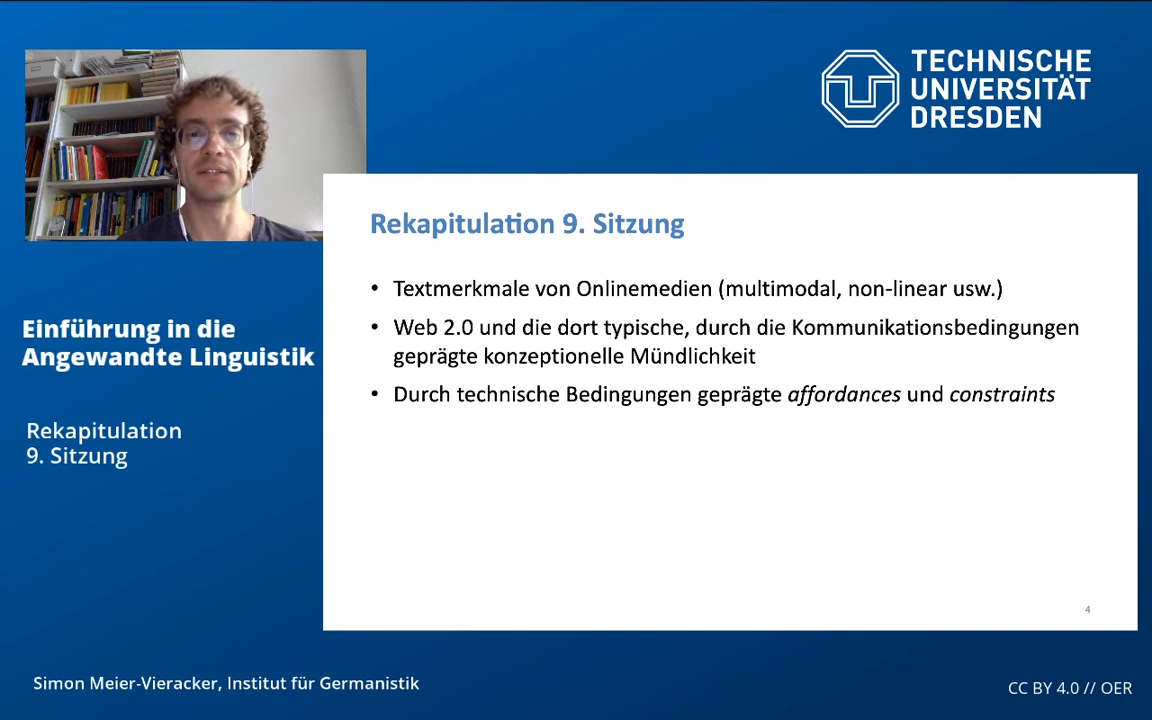 TECHNISCHE
UNIVERSITÄT
DRESDEN
Rekapitulation 9. Sitzung
• Textmerkmale von Onlinemedien (multimodal, non-linear usw.)
• Web 2.0 und die dort typische, durch die Kommunikationsbedingungen
geprägte konzeptionelle Mündlichkeit
• Durch technische Bedingungen geprägte affordances und constraints
4
Einführung in die
Angewandte Linguistik
Rekapitulation
9. Sitzung
Simon Meier-Vieracker, Institut für Germanistik
CC BY 4.0 // OER